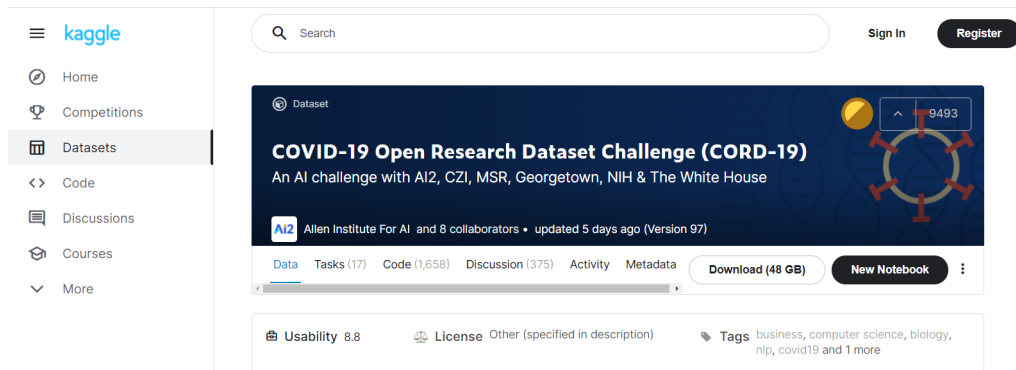 kaggle
Search
Sign In
Register
Home
Competitions
Datasets
Code
Discussions
Courses
More
Dataset
9493
COVID-19 Open Research Dataset Challenge (CORD-19)
An AI challenge with AI2, CZI, MSR, Georgetown, NIH & The White House
Ai2 Allen Institute For AI and 8 collaborators • updated 5 days ago (Version 97)
Data Tasks (17) Code (1,658) Discussion (375) Activity Metadata Download (48 GB) New Notebook
Usability 8.8 License Other (specified in description) Tags business, computer science, biology,
nlp, covid19 and 1 more